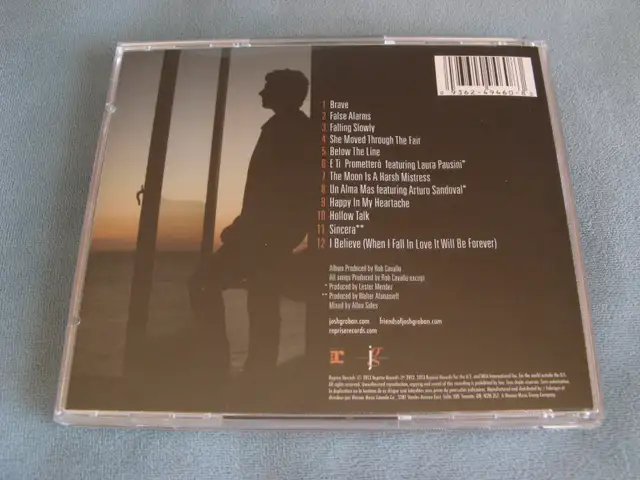 9362-49460-8
1 Brave
2 False Alarms
3 Falling Slowly
4 She Moved Through The Fair
5 Below The Line
6 E Ti Prometterò featuring Laura Pausini*
7 The Moon Is A Harsh Mistress
8 Un Alma Mas featuring Arturo Sandoval*
9 Happy In My Heartache
10 Hollow Talk
11 Sincera**
12 I Believe (When I Fall In Love It Will Be Forever)
Album Produced by Rob Cavallo
All songs Produced by Rob Cavallo except
* Produced by Lester Mendez
** Produced by Walter Afanasieff
Mixed by Allen Sides
joshgroban.com friendsofjoshgroban.com
repriserecords.com